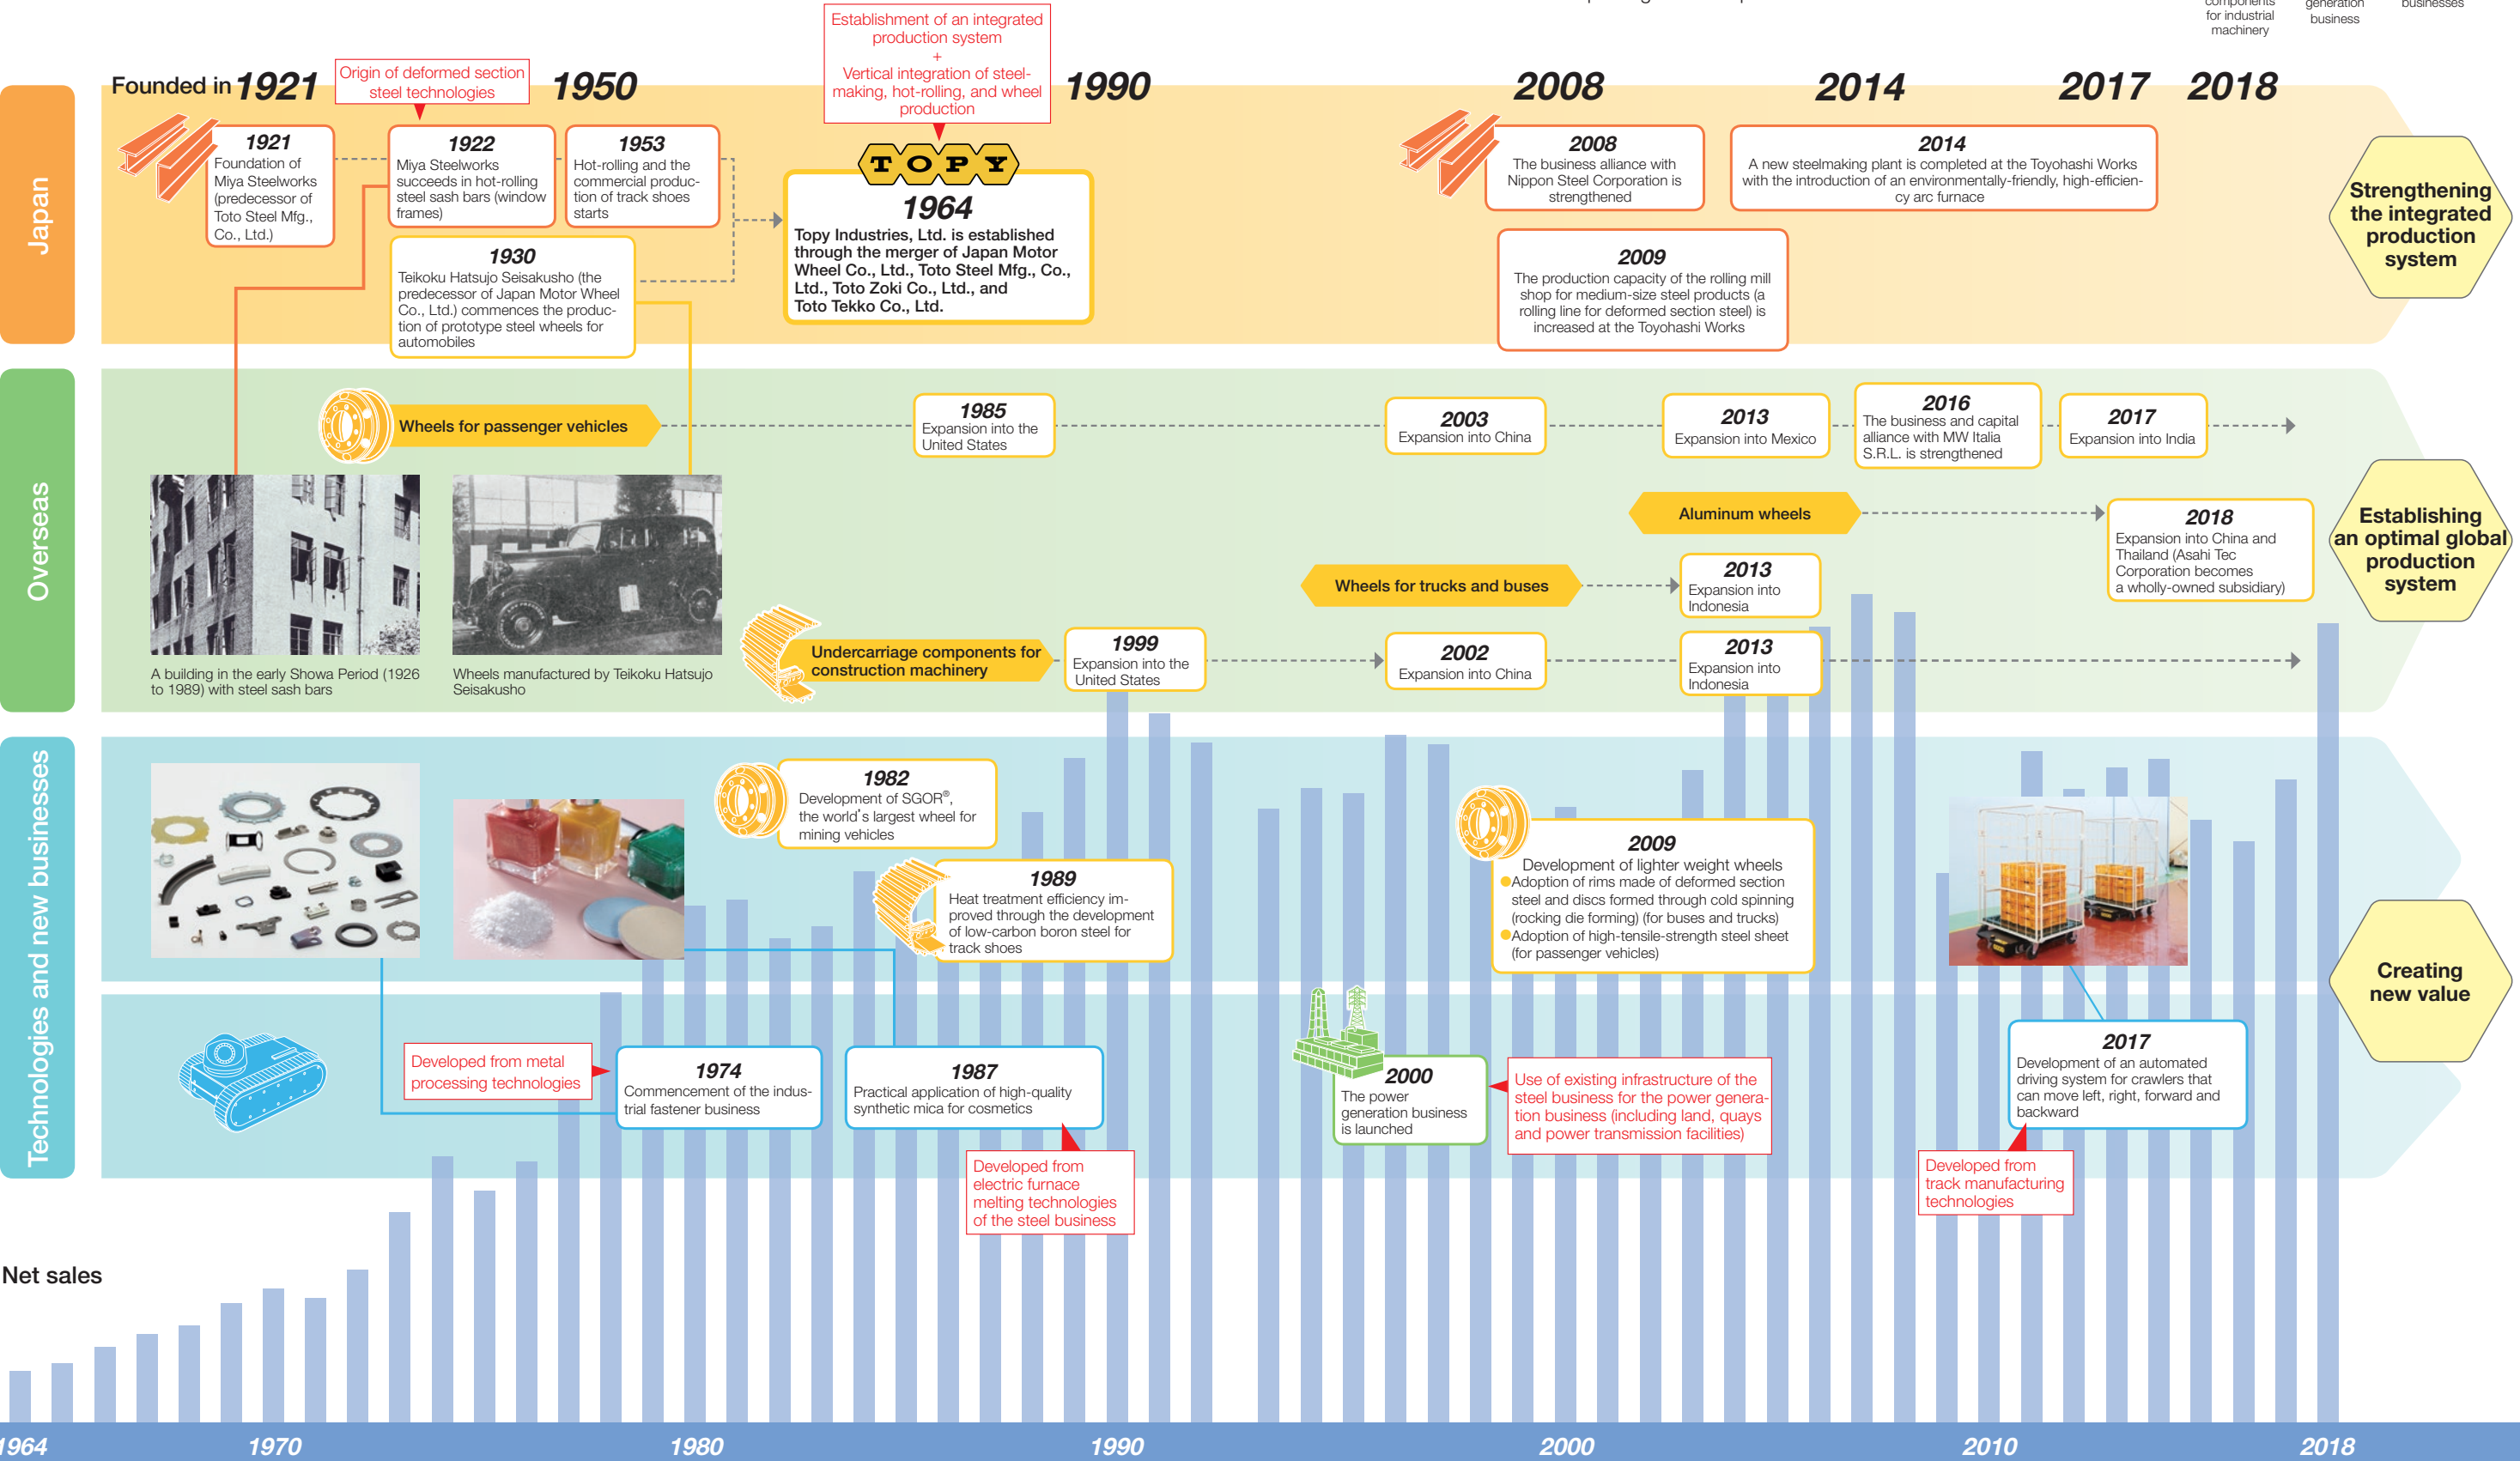 components
for industrial
machinery
generation
business
businesses
Establishment of an integrated
production system
+
Vertical integration of steel-
making, hot-rolling, and wheel
production
Origin of deformed section
steel technologies
Founded in 1921
1950
1990
2008
2014
2017
2018
Japan
1921
Foundation of
Miya Steelworks
(predecessor of
Toto Steel Mfg.,
Co., Ltd.)
1922
Miya Steelworks
succeeds in hot-rolling
steel sash bars (window
frames)
1953
Hot-rolling and the
commercial produc-
tion of track shoes
starts
1930
Teikoku Hatsujo Seisakusho (the
predecessor of Japan Motor Wheel
Co., Ltd.) commences the produc-
tion of prototype steel wheels for
automobiles
TOPY
1964
Topy Industries, Ltd. is established
through the merger of Japan Motor
Wheel Co., Ltd., Toto Steel Mfg., Co.,
Ltd., Toto Zoki Co., Ltd., and
Toto Tekko Co., Ltd.
2008
The business alliance with
Nippon Steel Corporation is
strengthened
2014
A new steelmaking plant is completed at the Toyohashi Works
with the introduction of an environmentally-friendly, high-efficien-
cy arc furnace
2009
The production capacity of the rolling mill
shop for medium-size steel products (a
rolling line for deformed section steel) is
increased at the Toyohashi Works
Strengthening
the integrated
production
system
Overseas
Wheels for passenger vehicles
1985
Expansion into the
United States
2003
Expansion into China
2013
Expansion into Mexico
2016
The business and capital
alliance with MW Italia
S.R.L. is strengthened
2017
Expansion into India
Aluminum wheels
2018
Expansion into China and
Thailand (Asahi Tec
Corporation becomes
a wholly-owned subsidiary)
Wheels for trucks and buses
2013
Expansion into
Indonesia
Undercarriage components for
construction machinery
1999
Expansion into the
United States
2002
Expansion into China
2013
Expansion into
Indonesia
A building in the early Showa Period (1926
to 1989) with steel sash bars
Wheels manufactured by Teikoku Hatsujo
Seisakusho
Establishing
an optimal global
production
system
Technologies and new businesses
1982
Development of SGOR®,
the world's largest wheel for
mining vehicles
1989
Heat treatment efficiency im-
proved through the development
of low-carbon boron steel for
track shoes
2009
Development of lighter weight wheels
●Adoption of rims made of deformed section
steel and discs formed through cold spinning
(rocking die forming) (for buses and trucks)
●Adoption of high-tensile-strength steel sheet
(for passenger vehicles)
Developed from metal
processing technologies
1974
Commencement of the indus-
trial fastener business
1987
Practical application of high-quality
synthetic mica for cosmetics
Developed from
electric furnace
melting technologies
of the steel business
2000
The power
generation business
is launched
Use of existing infrastructure of the
steel business for the power genera-
tion business (including land, quays
and power transmission facilities)
2017
Development of an automated
driving system for crawlers that
can move left, right, forward and
backward
Developed from
track manufacturing
technologies
Creating
new value
Net sales
1964
1970
1980
1990
2000
2010
2018